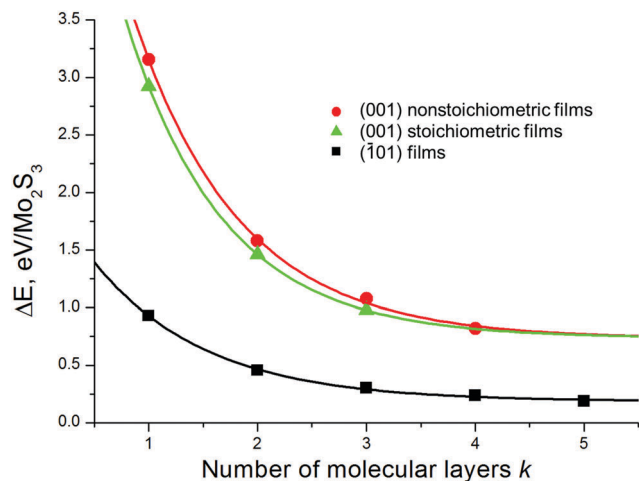 3.5
3.0
2.5
2.0
1.5
1.0
0.5
0.0
ΔE, eV/Mo₂S₃
(001) nonstoichiometric films
(001) stoichiometric films
(1̄01) films
1 2 3 4 5
Number of molecular layers k